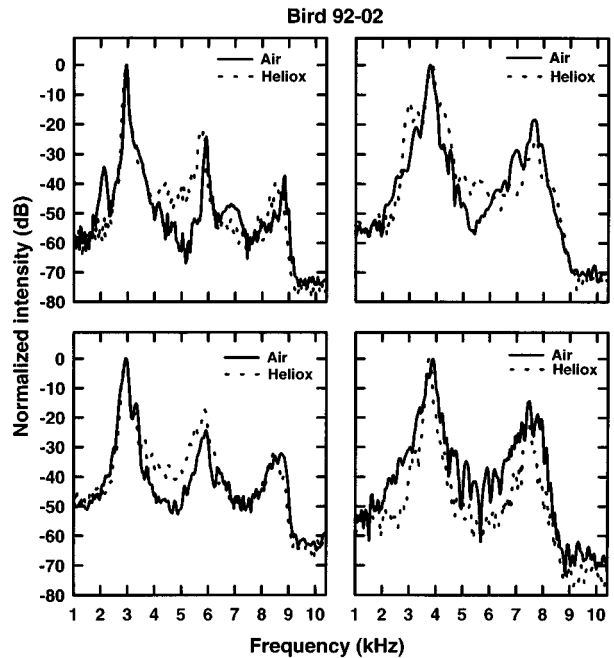 Bird 92-02
Air
Heliox
Air
Heliox
0
-10
-20
-30
-40
-50
-60
-70
-80
Normalized intensity (dB)
Air
Heliox
Air
Heliox
0
-10
-20
-30
-40
-50
-60
-70
-80
1 2 3 4 5 6 7 8 9 10
1 2 3 4 5 6 7 8 9 10
Frequency (kHz)